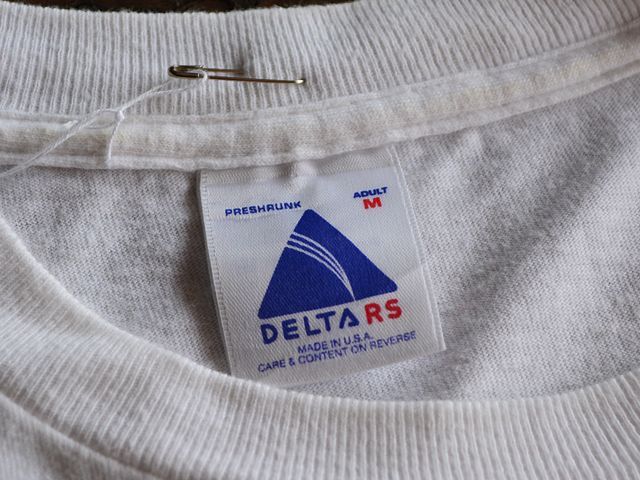 PRESHRUNK
ADULT
M
DELTA RS
MADE IN U.S.A.
CARE & CONTENT ON REVERSE